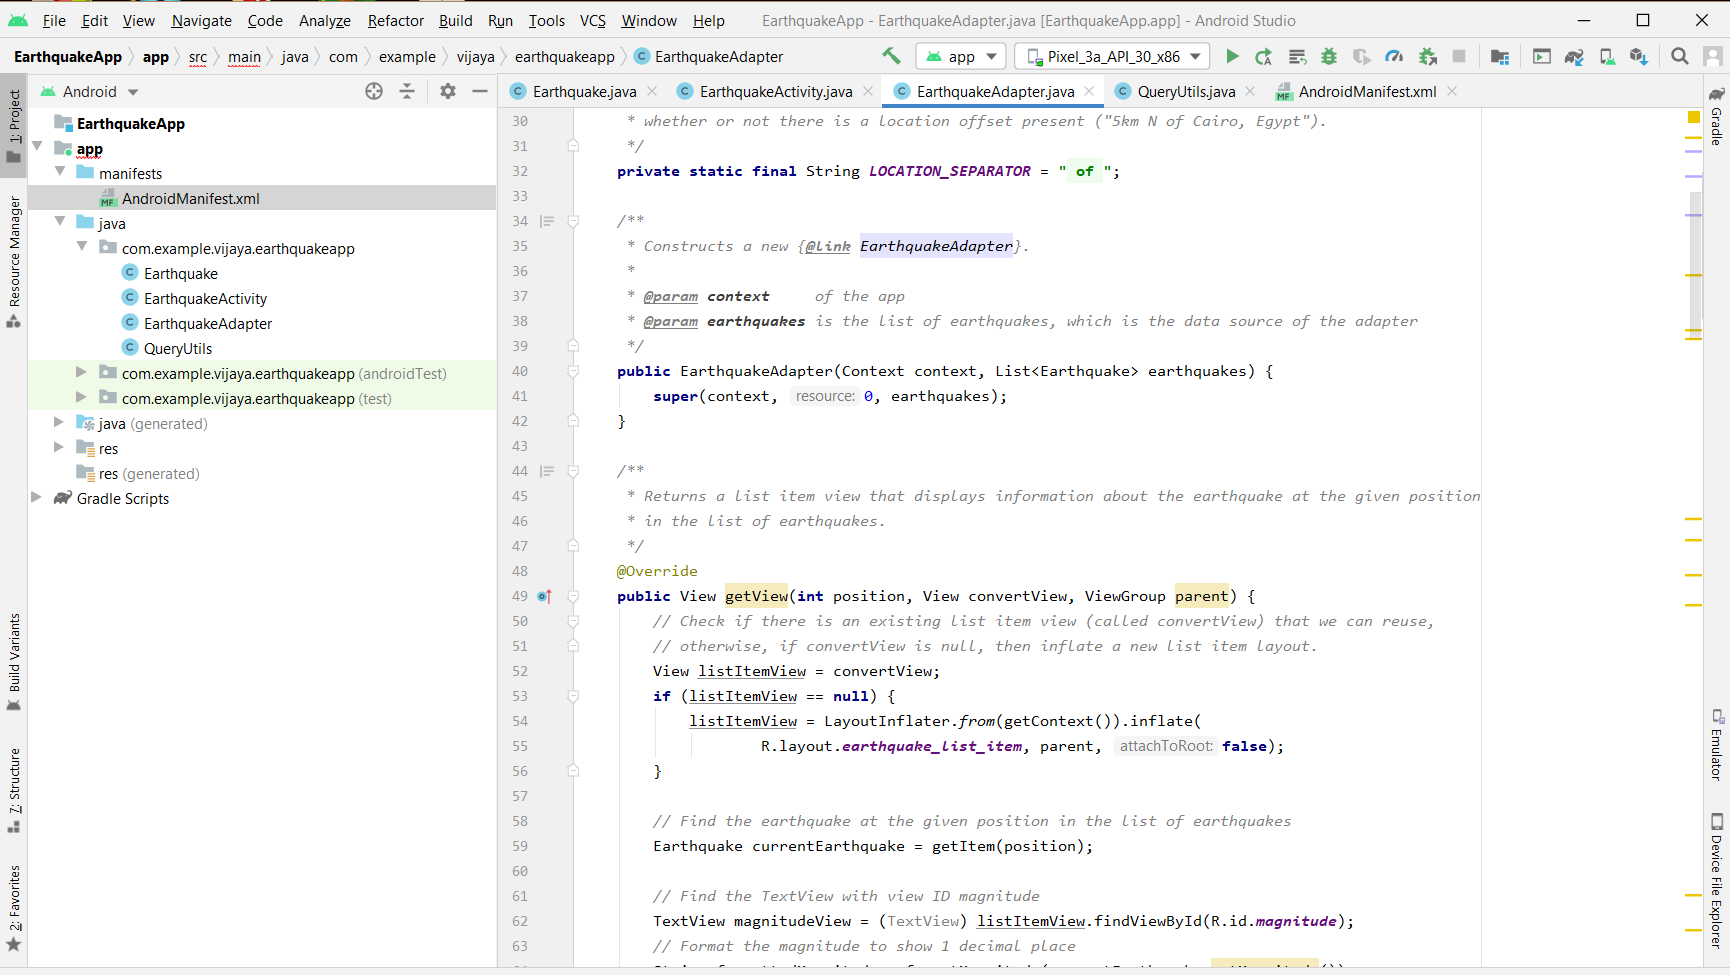 File Edit View Navigate Code Analyze Refactor Build Run Tools VCS Window Help EarthquakeApp - EarthquakeAdapter.java [EarthquakeApp.app] - Android Studio
EarthquakeApp app src main java com example vijaya earthquakeapp EarthquakeAdapter app Pixel_3a_API_30_x86
Android
Earthquake.java EarthquakeActivity.java EarthquakeAdapter.java QueryUtils.java AndroidManifest.xml
1: Project
Resource Manager
Build Variants
7: Structure
2: Favorites
EarthquakeApp
app
manifests
AndroidManifest.xml
java
com.example.vijaya.earthquakeapp
Earthquake
EarthquakeActivity
EarthquakeAdapter
QueryUtils
com.example.vijaya.earthquakeapp (androidTest)
com.example.vijaya.earthquakeapp (test)
java (generated)
res
res (generated)
Gradle Scripts
30 * whether or not there is a location offset present ("5km N of Cairo, Egypt").
31 */
32 private static final String LOCATION_SEPARATOR = " of ";
33
34 /**
35 * Constructs a new {@link EarthquakeAdapter}.
36 *
37 * @param context of the app
38 * @param earthquakes is the list of earthquakes, which is the data source of the adapter
39 */
40 public EarthquakeAdapter(Context context, List<Earthquake> earthquakes) {
41 super(context, resource: 0, earthquakes);
42 }
43
44 /**
45 * Returns a list item view that displays information about the earthquake at the given position
46 * in the list of earthquakes.
47 */
48 @Override
49 public View getView(int position, View convertView, ViewGroup parent) {
50 // Check if there is an existing list item view (called convertView) that we can reuse,
51 // otherwise, if convertView is null, then inflate a new list item layout.
52 View listItemView = convertView;
53 if (listItemView == null) {
54 listItemView = LayoutInflater.from(getContext()).inflate(
55 R.layout.earthquake_list_item, parent, attachToRoot: false);
56 }
57
58 // Find the earthquake at the given position in the list of earthquakes
59 Earthquake currentEarthquake = getItem(position);
60
61 // Find the TextView with view ID magnitude
62 TextView magnitudeView = (TextView) listItemView.findViewById(R.id.magnitude);
63 // Format the magnitude to show 1 decimal place
Gradle
Emulator
Device File Explorer